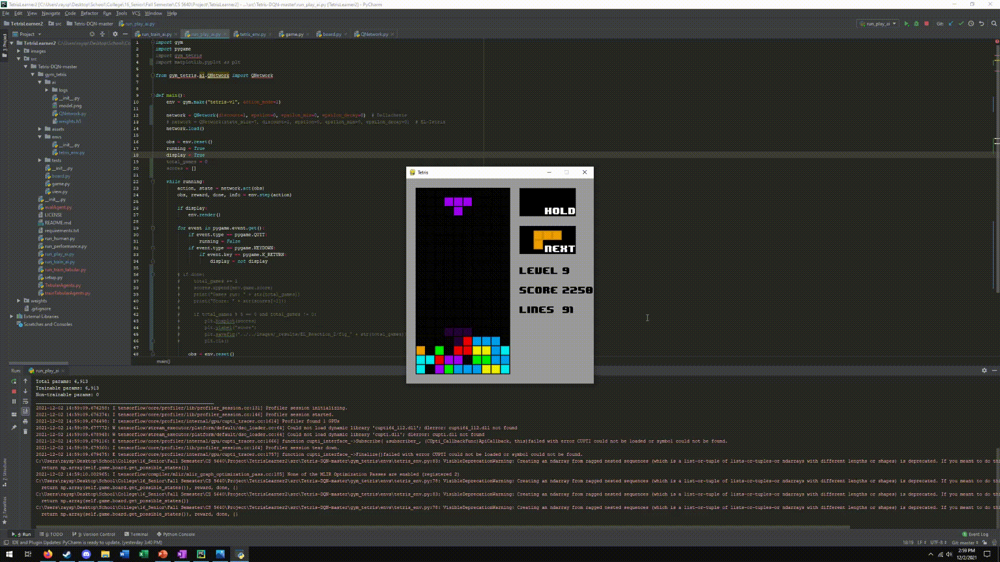 TetrisLearner2 [C:\Users\raysp\Desktop\School\College\16_Senior\Fall Semester\CS 5640\Project\TetrisLearner2] - ...\src\Tetris-DQN-master\run_play_ai.py [TetrisLearner2] - PyCharm
File Edit View Navigate Code Refactor Run Tools VCS Window Help
TetrisLearner2 src Tetris-DQN-master run_play_ai.py
run_play_ai Git:
Project run_train_ai.py run_play_ai.py tetris_env.py game.py board.py QNetwork.py
1: Project
TetrisLearner2 C:\Users\raysp\Desktop\School\Co
images
src
Tetris-DQN-master
gym_tetris
ai
logs
__init__.py
model.png
QNetwork.py
weights.h5
assets
envs
__init__.py
tetris_env.py
tests
__init__.py
board.py
game.py
view.py
__init__.py
evalAgent.py
LICENSE
README.md
requirements.txt
run_human.py
run_performance.py
run_play_ai.py
run_train_ai.py
run_train_tabular.py
setup.py
TabularAgents.py
trainTabularAgents.py
weights
.gitignore
External Libraries
Scratches and Consoles
1 import gym
2 import pygame
3 import gym_tetris
4 import matplotlib.pyplot as plt
5
6 from gym_tetris.ai.QNetwork import QNetwork
7
8
9 def main():
10 env = gym.make("tetris-v1", action_mode=1)
11
12 network = QNetwork(discount=1, epsilon=0, epsilon_min=0, epsilon_decay=0) # Dellacherie
13 # network = QNetwork(state_size=7, discount=1, epsilon=0, epsilon_min=0, epsilon_decay=0) # EL-Tetris
14 network.load()
15
16 obs = env.reset()
17 running = True
18 display = True
19 total_games = 0
20 scores = []
21
22 while running:
23 action, state = network.act(obs)
24 obs, reward, done, info = env.step(action)
25
26 if display:
27 env.render()
28
29 for event in pygame.event.get():
30 if event.type == pygame.QUIT:
31 running = False
32 if event.type == pygame.KEYDOWN:
33 if event.key == pygame.K_RETURN:
34 display = not display
35
36 # if done:
37 # total_games += 1
38 # scores.append(env.game.score)
39 # print("Games run: " + str(total_games))
40 # print("Score: " + str(scores[-1]))
41 #
42 # if total_games % 5 == 0 and total_games != 0:
43 # plt.boxplot(scores)
44 # plt.ylabel("score")
45 # plt.savefig("../../images/_results/EL_Reaction_2/fig_" + str(total_games)
46 # plt.cla()
47
48 obs = env.reset()
main()
Tetris
HOLD
NEXT
LEVEL 9
SCORE 2250
LINES 91
Run: run_play_ai
Total params: 6,913
Trainable params: 6,913
Non-trainable params: 0
2021-12-02 14:59:09.676258: I tensorflow/core/profiler/lib/profiler_session.cc:131] Profiler session initializing.
2021-12-02 14:59:09.676374: I tensorflow/core/profiler/lib/profiler_session.cc:146] Profiler session started.
2021-12-02 14:59:09.676498: I tensorflow/core/profiler/internal/gpu/cupti_tracer.cc:1614] Profiler found 1 GPUs
2021-12-02 14:59:09.677772: W tensorflow/stream_executor/platform/default/dso_loader.cc:64] Could not load dynamic library 'cupti64_112.dll'; dlerror: cupti64_112.dll not found
2021-12-02 14:59:09.678948: W tensorflow/stream_executor/platform/default/dso_loader.cc:64] Could not load dynamic library 'cupti.dll'; dlerror: cupti.dll not found
2021-12-02 14:59:09.679116: E tensorflow/core/profiler/internal/gpu/cupti_tracer.cc:1666] function cupti_interface_->Subscribe( &subscriber_, (CUpti_CallbackFunc)ApiCallback, this)failed with error CUPTI could not be loaded or symbol could not be found.
2021-12-02 14:59:09.679360: I tensorflow/core/profiler/lib/profiler_session.cc:164] Profiler session tear down.
2021-12-02 14:59:09.679475: E tensorflow/core/profiler/internal/gpu/cupti_tracer.cc:1757] function cupti_interface_->Finalize()failed with error CUPTI could not be loaded or symbol could not be found.
C:\Users\raysp\Desktop\School\College\16_Senior\Fall Semester\CS 5640\Project\TetrisLearner2\src\Tetris-DQN-master\gym_tetris\envs\tetris_env.py:83: VisibleDeprecationWarning: Creating an ndarray from ragged nested sequences (which is a list-or-tuple of lists-or-tuples-or ndarrays with different lengths or shapes) is deprecated. If you meant to do thi
return np.array(self.game.board.get_possible_states())
2021-12-02 14:59:10.002965: I tensorflow/compiler/mlir/mlir_graph_optimization_pass.cc:185] None of the MLIR Optimization Passes are enabled (registered 2)
C:\Users\raysp\Desktop\School\College\16_Senior\Fall Semester\CS 5640\Project\TetrisLearner2\src\Tetris-DQN-master\gym_tetris\envs\tetris_env.py:78: VisibleDeprecationWarning: Creating an ndarray from ragged nested sequences (which is a list-or-tuple of lists-or-tuples-or ndarrays with different lengths or shapes) is deprecated. If you meant to do thi
return np.array(self.game.board.get_possible_states()), reward, done, {}
C:\Users\raysp\Desktop\School\College\16_Senior\Fall Semester\CS 5640\Project\TetrisLearner2\src\Tetris-DQN-master\gym_tetris\envs\tetris_env.py:83: VisibleDeprecationWarning: Creating an ndarray from ragged nested sequences (which is a list-or-tuple of lists-or-tuples-or ndarrays with different lengths or shapes) is deprecated. If you meant to do thi
return np.array(self.game.board.get_possible_states())
C:\Users\raysp\Desktop\School\College\16_Senior\Fall Semester\CS 5640\Project\TetrisLearner2\src\Tetris-DQN-master\gym_tetris\envs\tetris_env.py:78: VisibleDeprecationWarning: Creating an ndarray from ragged nested sequences (which is a list-or-tuple of lists-or-tuples-or ndarrays with different lengths or shapes) is deprecated. If you meant to do thi
return np.array(self.game.board.get_possible_states()), reward, done, {}
7: Structure
2: Favorites
4: Run 6: TODO 9: Version Control Terminal Python Console
1 Event Log
IDE and Plugin Updates: PyCharm is ready to update. (yesterday 3:40 PM)
18:19 LF UTF-8 Git: master
2:59 PM
12/2/2021